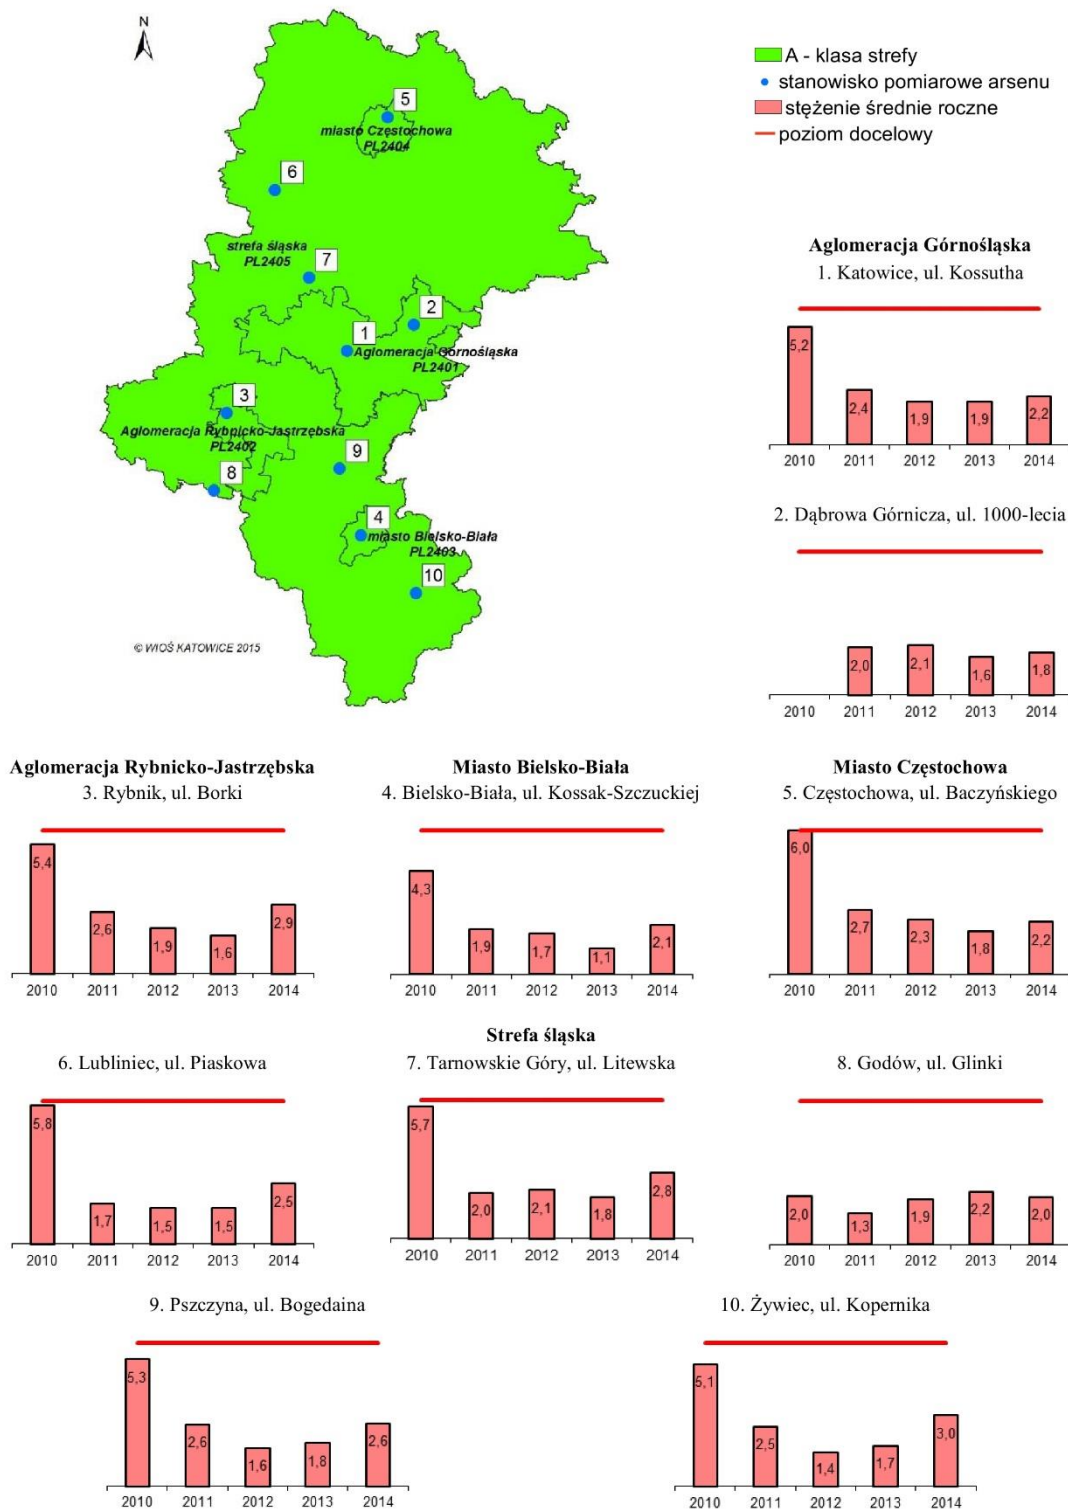 N
A - klasa strefy
stanowisko pomiarowe arsenu
stężenie średnie roczne
poziom docelowy
5
miasto Częstochowa
PL2404
6
strefa śląska
PL2405
7
2
1
Aglomeracja Górnośląska
PL2401
3
Aglomeracja Rybnicko-Jastrzębska
PL2402
9
8
4
miasto Bielsko-Biała
PL2403
10
© WIOŚ KATOWICE 2015
Aglomeracja Górnośląska
1. Katowice, ul. Kossutha
5,2 2,4 1,9 1,9 2,2
2010 2011 2012 2013 2014
2. Dąbrowa Górnicza, ul. 1000-lecia
2,0 2,1 1,6 1,8
2010 2011 2012 2013 2014
Aglomeracja Rybnicko-Jastrzębska
3. Rybnik, ul. Borki
5,4 2,6 1,9 1,6 2,9
2010 2011 2012 2013 2014
Miasto Bielsko-Biała
4. Bielsko-Biała, ul. Kossak-Szczuckiej
4,3 1,9 1,7 1,1 2,1
2010 2011 2012 2013 2014
Miasto Częstochowa
5. Częstochowa, ul. Baczyńskiego
6,0 2,7 2,3 1,8 2,2
2010 2011 2012 2013 2014
Strefa śląska
6. Lubliniec, ul. Piaskowa
5,8 1,7 1,5 1,5 2,5
2010 2011 2012 2013 2014
7. Tarnowskie Góry, ul. Litewska
5,7 2,0 2,1 1,8 2,8
2010 2011 2012 2013 2014
8. Godów, ul. Glinki
2,0 1,3 1,9 2,2 2,0
2010 2011 2012 2013 2014
9. Pszczyna, ul. Bogedaina
5,3 2,6 1,6 1,8 2,6
2010 2011 2012 2013 2014
10. Żywiec, ul. Kopernika
5,1 2,5 1,4 1,7 3,0
2010 2011 2012 2013 2014